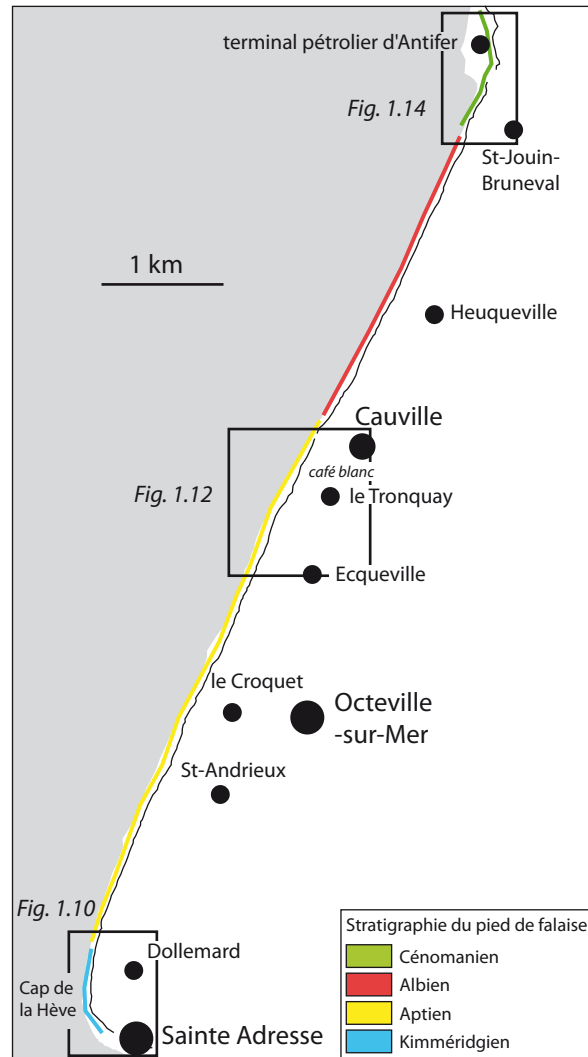 terminal pétrolier d'Antifer
Fig. 1.14
St-Jouin-
Bruneval
1 km
Heuqueville
Cauville
café blanc
Fig. 1.12
le Tronquay
Ecqueville
le Croquet
Octeville
-sur-Mer
St-Andrieux
Fig. 1.10
Dollemard
Cap de
la Hève
Sainte Adresse
Stratigraphie du pied de falaise
Cénomanien
Albien
Aptien
Kimméridgien